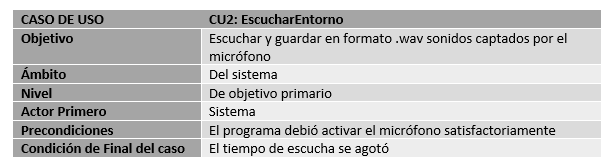 CASO DE USO CU2: EscucharEntorno
Objetivo Escuchar y guardar en formato .wav sonidos captados por el
micrófono
Ámbito Del sistema
Nivel De objetivo primario
Actor Primero Sistema
Precondiciones El programa debió activar el micrófono satisfactoriamente
Condición de Final del caso El tiempo de escucha se agotó